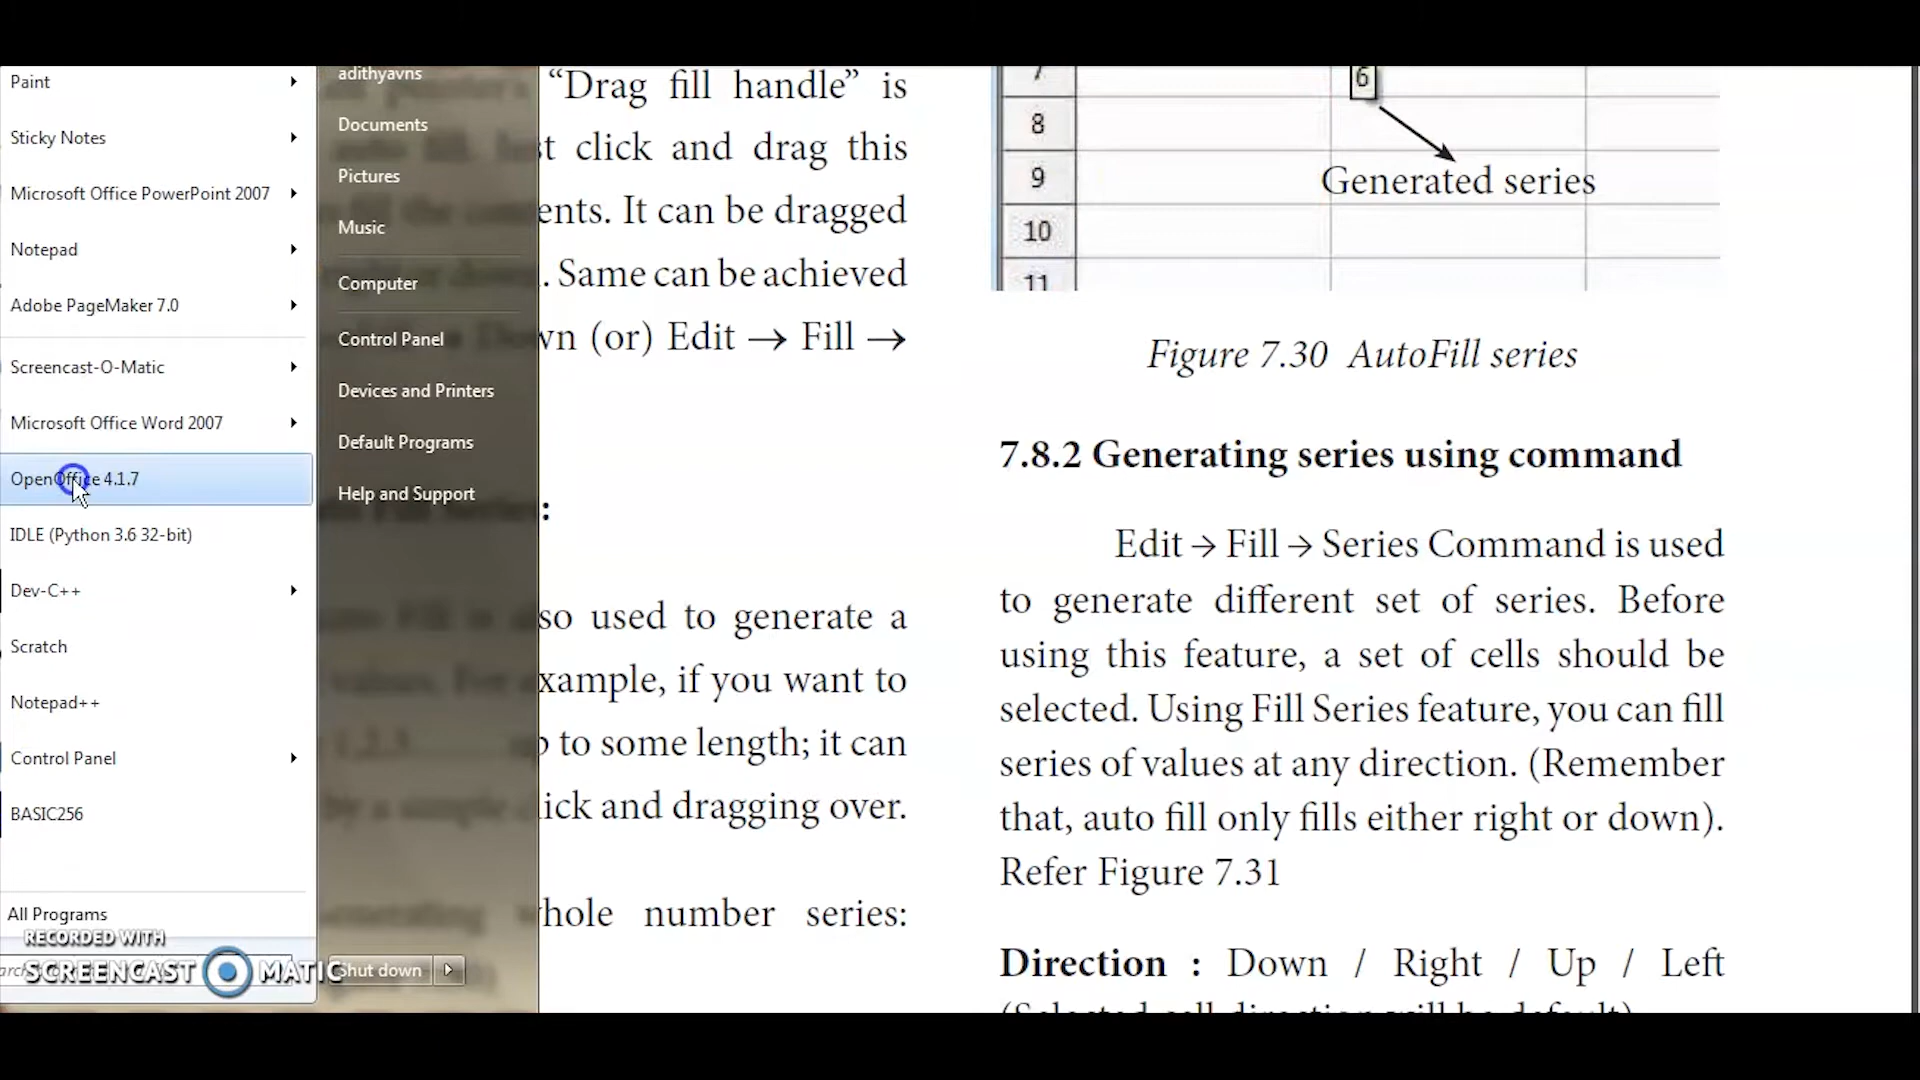 Paint
Sticky Notes
Microsoft Office PowerPoint 2007
Notepad
Adobe PageMaker 7.0
Screencast-O-Matic
Microsoft Office Word 2007
OpenOffice 4.1.7
IDLE (Python 3.6 32-bit)
Dev-C++
Scratch
Notepad++
Control Panel
BASIC256
All Programs
RECORDED WITH
SCREENCAST MATIC
adithyavns
Documents
Pictures
Music
Computer
Control Panel
Devices and Printers
Default Programs
Help and Support
Shut down
“Drag fill handle” is
click and drag this
It can be dragged
Same can be achieved
(or) Edit → Fill →
:
used to generate a
if you want to
to some length; it can
and dragging over.
whole number series:
7
6
8
9
10
11
Generated series
Figure 7.30 AutoFill series
7.8.2 Generating series using command
Edit → Fill → Series Command is used
to generate different set of series. Before
using this feature, a set of cells should be
selected. Using Fill Series feature, you can fill
series of values at any direction. (Remember
that, auto fill only fills either right or down).
Refer Figure 7.31
Direction : Down / Right / Up / Left
(Selected cell direction will be default)